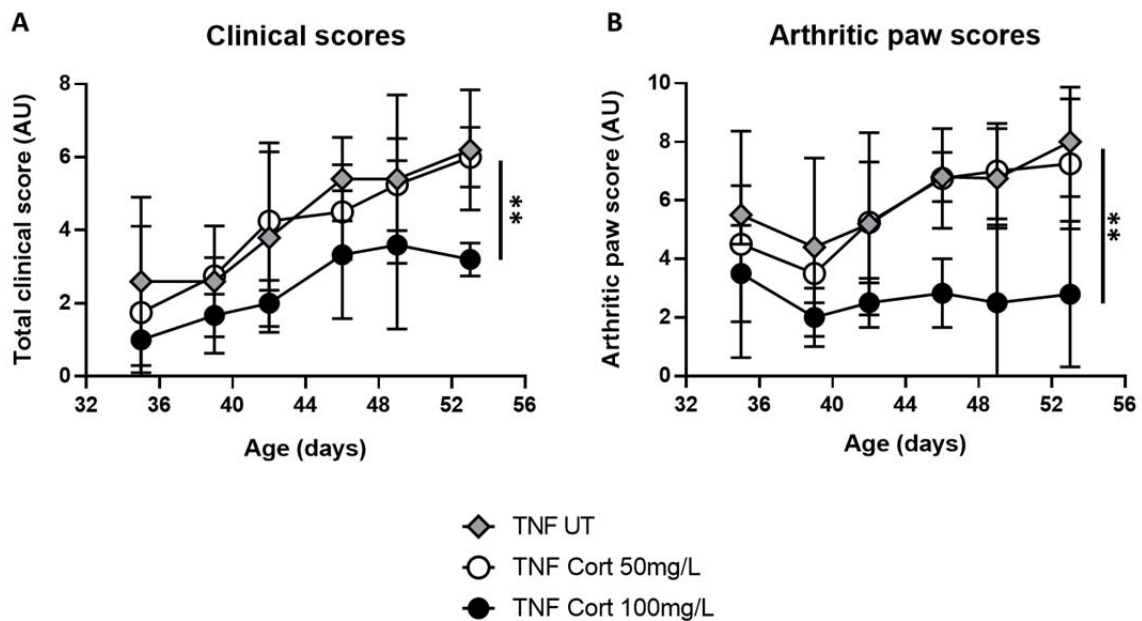 A
Clinical scores
Total clinical score (AU)
8
6
4
2
0
32 36 40 44 48 52 56
Age (days)
**
B
Arthritic paw scores
Arthritic paw score (AU)
10
8
6
4
2
0
32 36 40 44 48 52 56
Age (days)
**
TNF UT
TNF Cort 50mg/L
TNF Cort 100mg/L